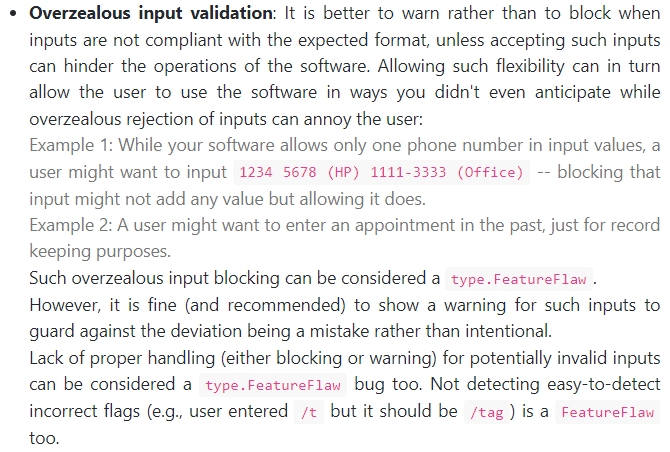 • Overzealous input validation: It is better to warn rather than to block when
inputs are not compliant with the expected format, unless accepting such inputs
can hinder the operations of the software. Allowing such flexibility can in turn
allow the user to use the software in ways you didn't even anticipate while
overzealous rejection of inputs can annoy the user:
Example 1: While your software allows only one phone number in input values, a
user might want to input 1234 5678 (HP) 1111-3333 (Office) -- blocking that
input might not add any value but allowing it does.
Example 2: A user might want to enter an appointment in the past, just for record
keeping purposes.
Such overzealous input blocking can be considered a type.FeatureFlaw.
However, it is fine (and recommended) to show a warning for such inputs to
guard against the deviation being a mistake rather than intentional.
Lack of proper handling (either blocking or warning) for potentially invalid inputs
can be considered a type.FeatureFlaw bug too. Not detecting easy-to-detect
incorrect flags (e.g., user entered /t but it should be /tag) is a FeatureFlaw
too.